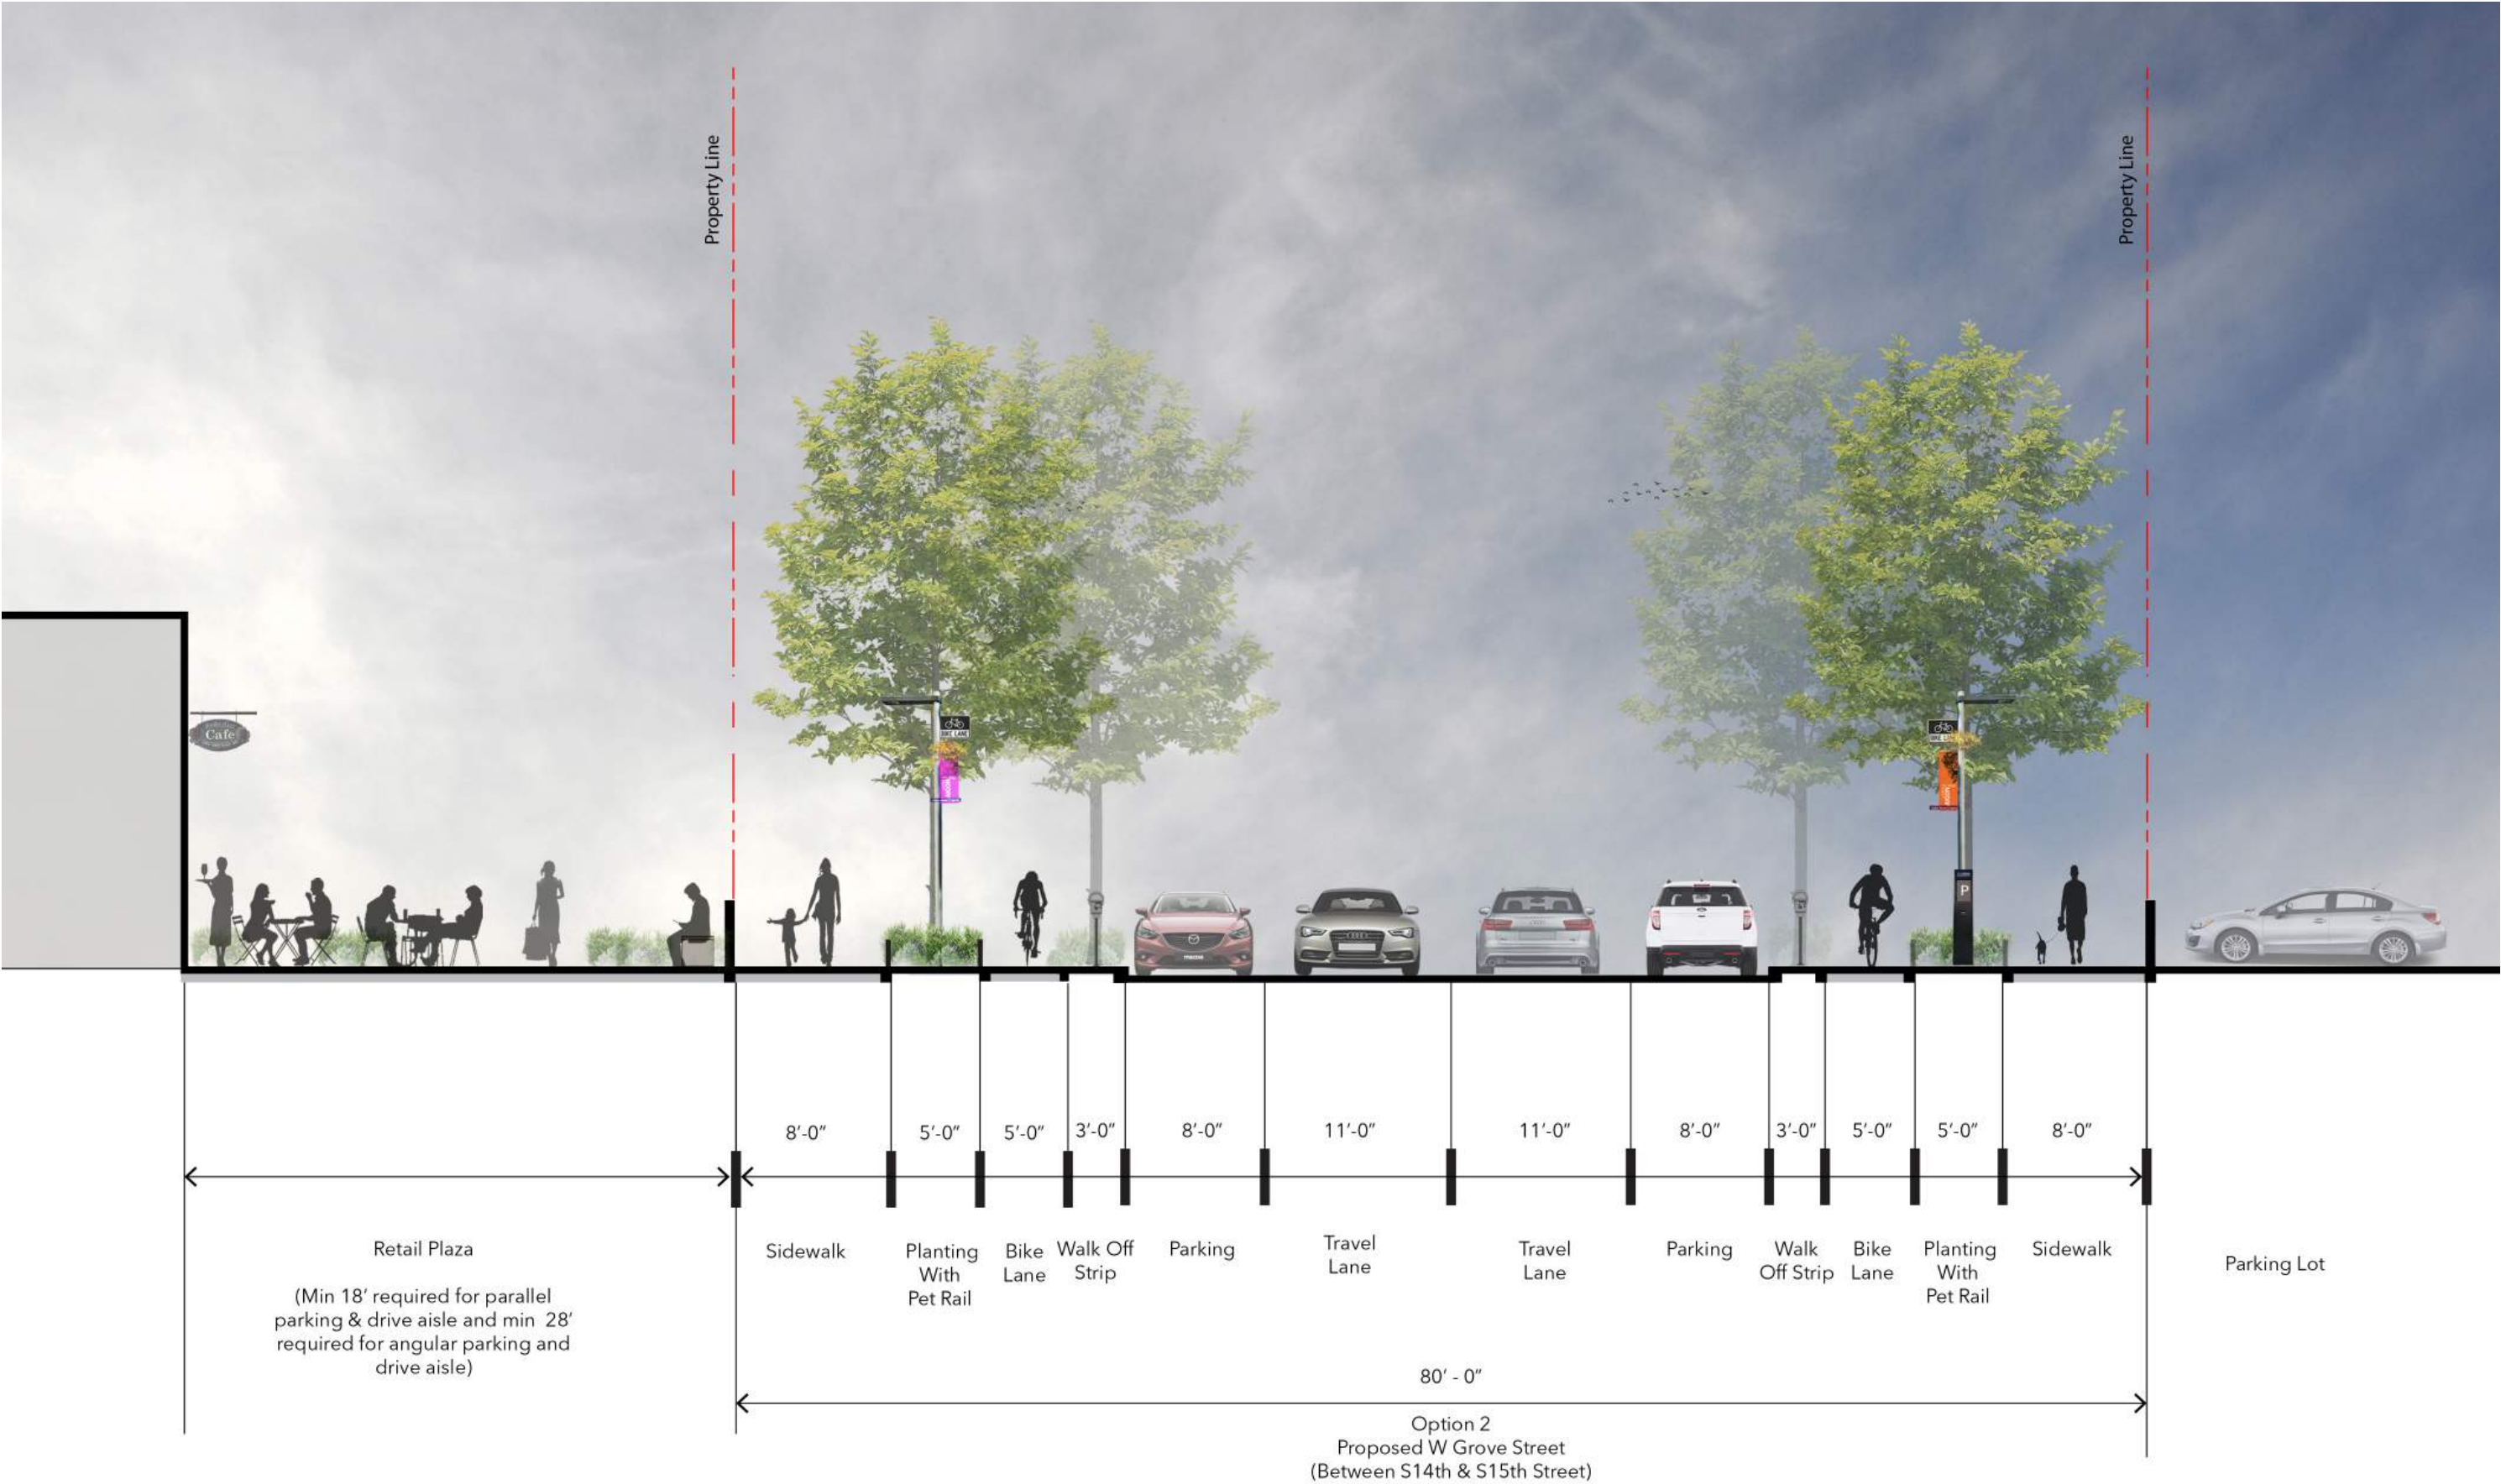 Property Line
Property Line
Cafe
BIKE LANE
P
8'-0"
5'-0"
5'-0"
3'-0"
8'-0"
11'-0"
11'-0"
8'-0"
3'-0"
5'-0"
5'-0"
8'-0"
Retail Plaza
(Min 18' required for parallel
parking & drive aisle and min 28'
required for angular parking and
drive aisle)
Sidewalk
Planting
With
Pet Rail
Bike
Lane
Walk Off
Strip
Parking
Travel
Lane
Travel
Lane
Parking
Walk
Off Strip
Bike
Lane
Planting
With
Pet Rail
Sidewalk
Parking Lot
80' - 0"
Option 2
Proposed W Grove Street
(Between S14th & S15th Street)